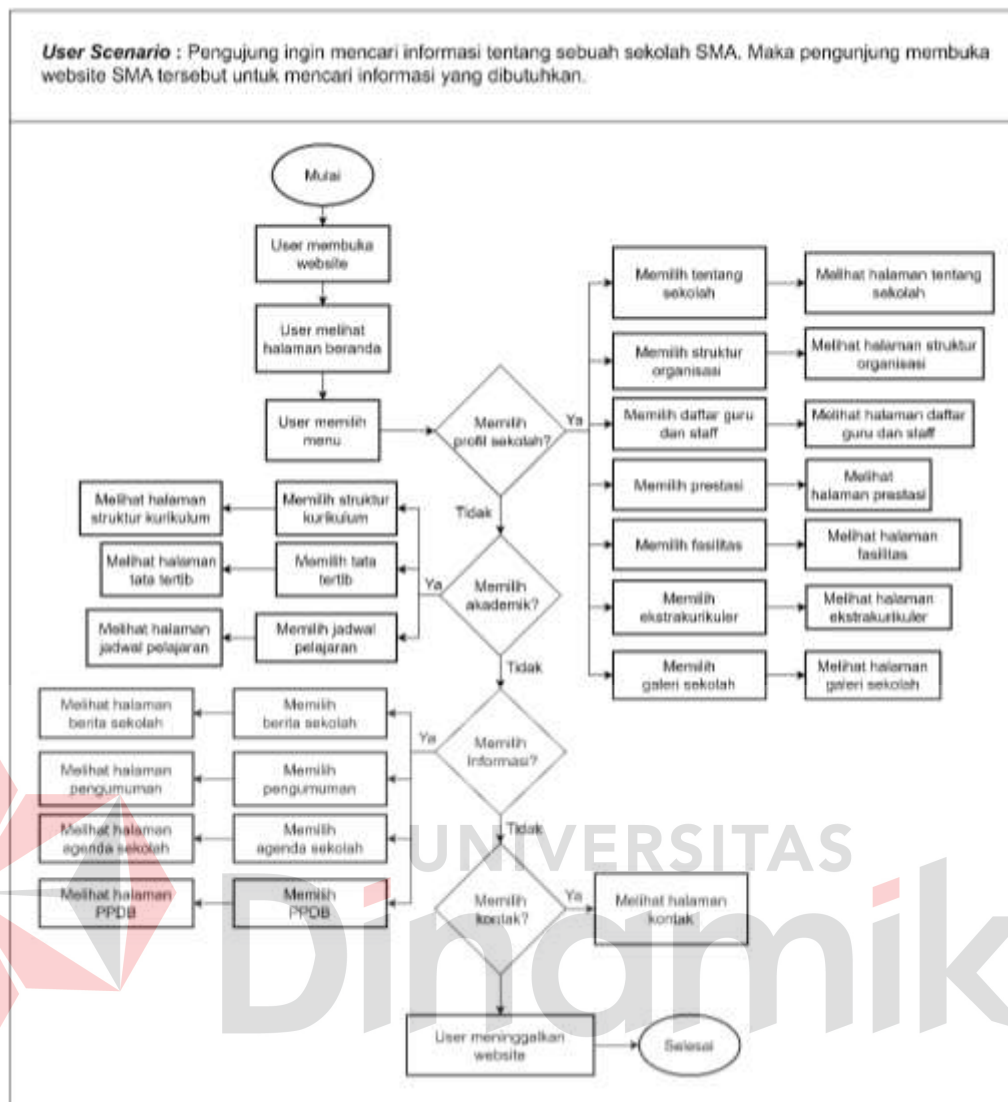 User Scenario : Pengujung ingin mencari informasi tentang sebuah sekolah SMA. Maka pengunjung membuka
website SMA tersebut untuk mencari informasi yang dibutuhkan.
Mulai
User membuka
website
User melihat
halaman beranda
User memilih
menu
Memilih
profil sekolah?
Ya
Memilih tentang
sekolah
Melihat halaman tentang
sekolah
Memilih struktur
organisasi
Melihat halaman struktur
organisasi
Memilih daftar guru
dan staff
Melihat halaman daftar
guru dan staff
Memilih prestasi
Melihat
halaman prestasi
Memilih fasilitas
Melihat halaman
fasilitas
Memilih
ekstrakurikuler
Melihat halaman
ekstrakurikuler
Memilih
galeri sekolah
Melihat halaman
galeri sekolah
Tidak
Memilih
akademik?
Ya
Memilih struktur
kurikulum
Melihat halaman
struktur kurikulum
Memilih tata
tertib
Melihat halaman
tata tertib
Memilih jadwal
pelajaran
Melihat halaman
jadwal pelajaran
Tidak
Memilih
Informasi?
Ya
Memilih
berita sekolah
Melihat halaman
berita sekolah
Memilih
pengumuman
Melihat halaman
pengumuman
Memilih
agenda sekolah
Melihat halaman
agenda sekolah
Memilih
PPDB
Melihat halaman
PPDB
Tidak
Memilih
kontak?
Ya
Melihat halaman
kontak
User meninggalkan
website
Selesai
UNIVERSITAS
Dinamik